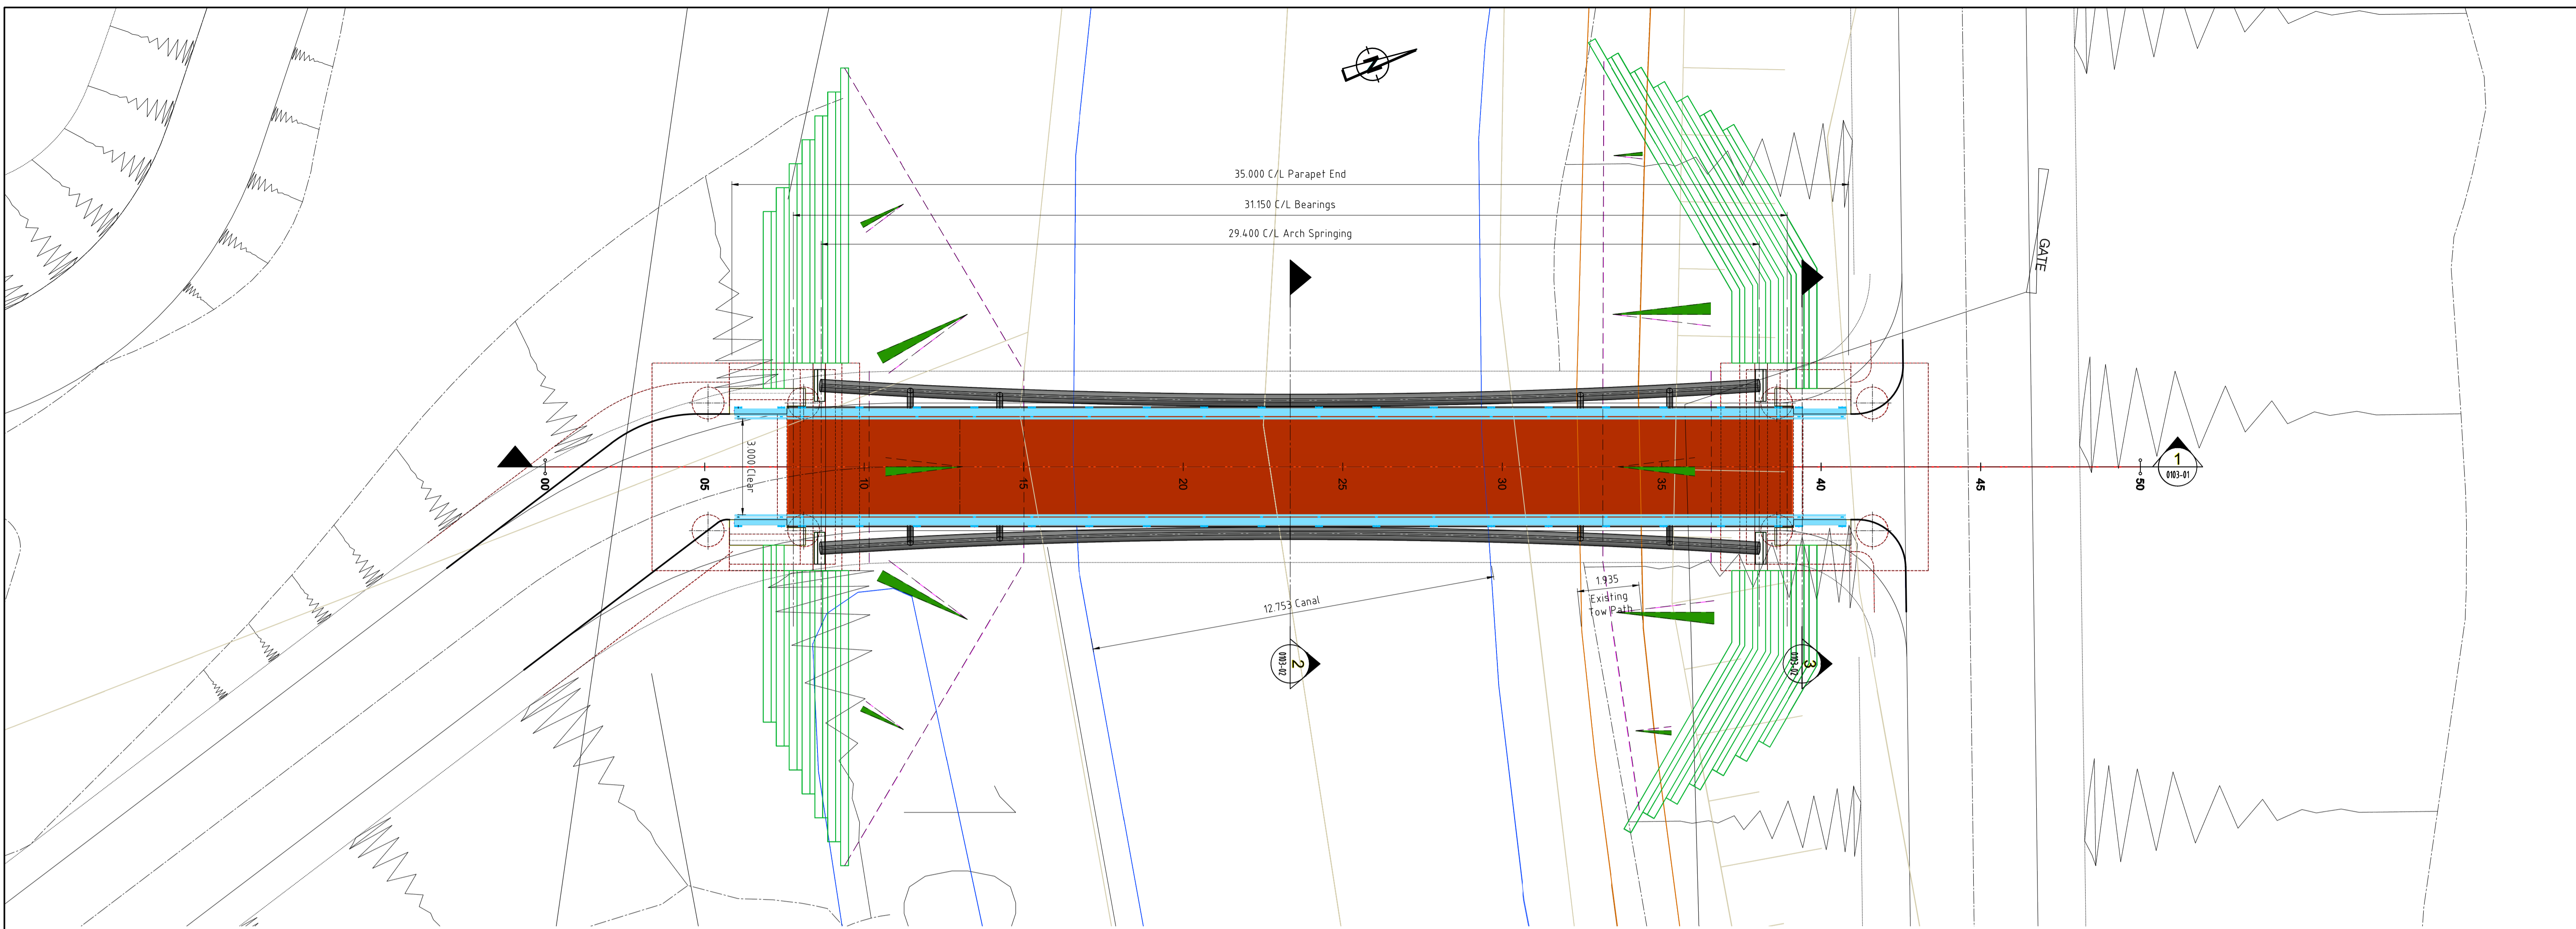 N
35.000 C/L Parapet End
31.150 C/L Bearings
29.400 C/L Arch Springing
GATE
3.000 Clear
00
05
10
15
20
25
30
35
40
45
50
1
0103-01
1.935
Existing
Tow Path
12.753 Canal
2
0103-02
3
0103-02